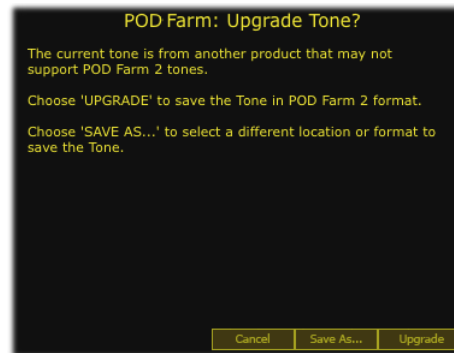 POD Farm: Upgrade Tone?
The current tone is from another product that may not
support POD Farm 2 tones.
Choose 'UPGRADE' to save the Tone in POD Farm 2 format.
Choose 'SAVE AS...' to select a different location or format to
save the Tone.
Cancel Save As... Upgrade